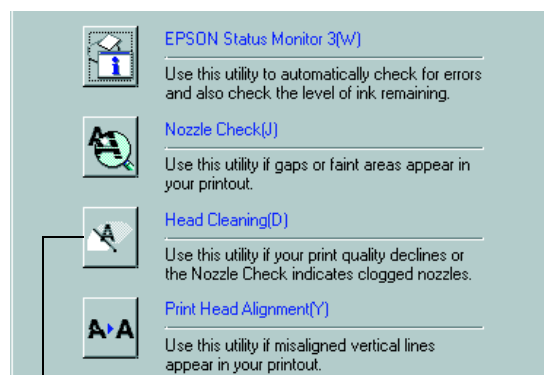 EPSON Status Monitor 3(W)
Use this utility to automatically check for errors
and also check the level of ink remaining.
Nozzle Check(J)
Use this utility if gaps or faint areas appear in
your printout.
Head Cleaning(D)
Use this utility if your print quality declines or
the Nozzle Check indicates clogged nozzles.
Print Head Alignment(Y)
Use this utility if misaligned vertical lines
appear in your printout.